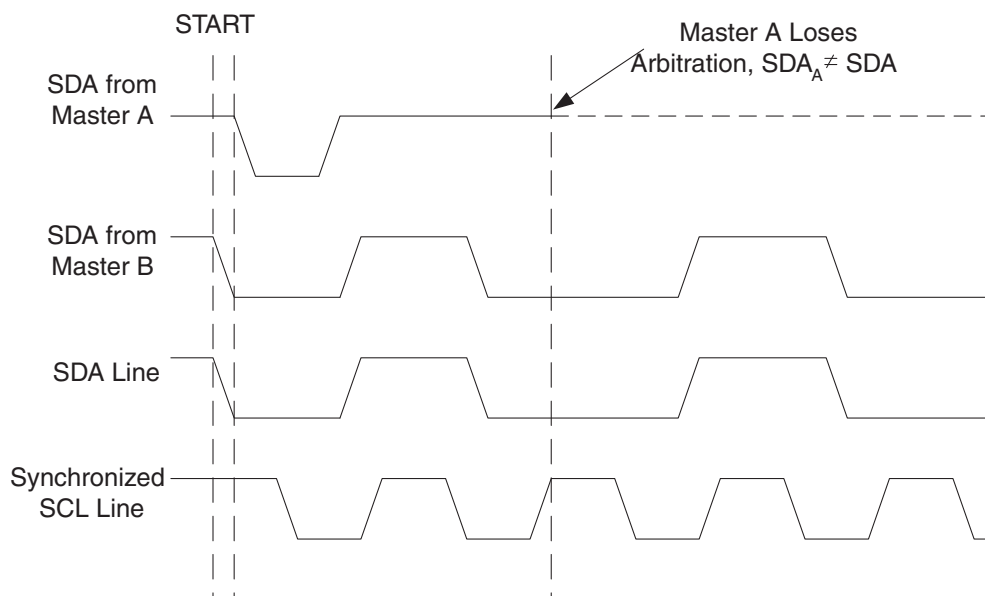 START
Master A Loses
Arbitration, SDA_A ≠ SDA
SDA from
Master A
SDA from
Master B
SDA Line
Synchronized
SCL Line